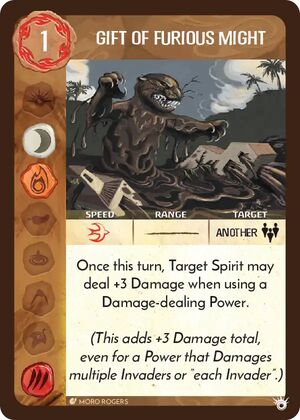 1
GIFT OF FURIOUS MIGHT
SPEED RANGE TARGET
ANOTHER
Once this turn, Target Spirit may
deal +3 Damage when using a
Damage-dealing Power.
(This adds +3 Damage total,
even for a Power that Damages
multiple Invaders or "each Invader".)
MORO ROGERS